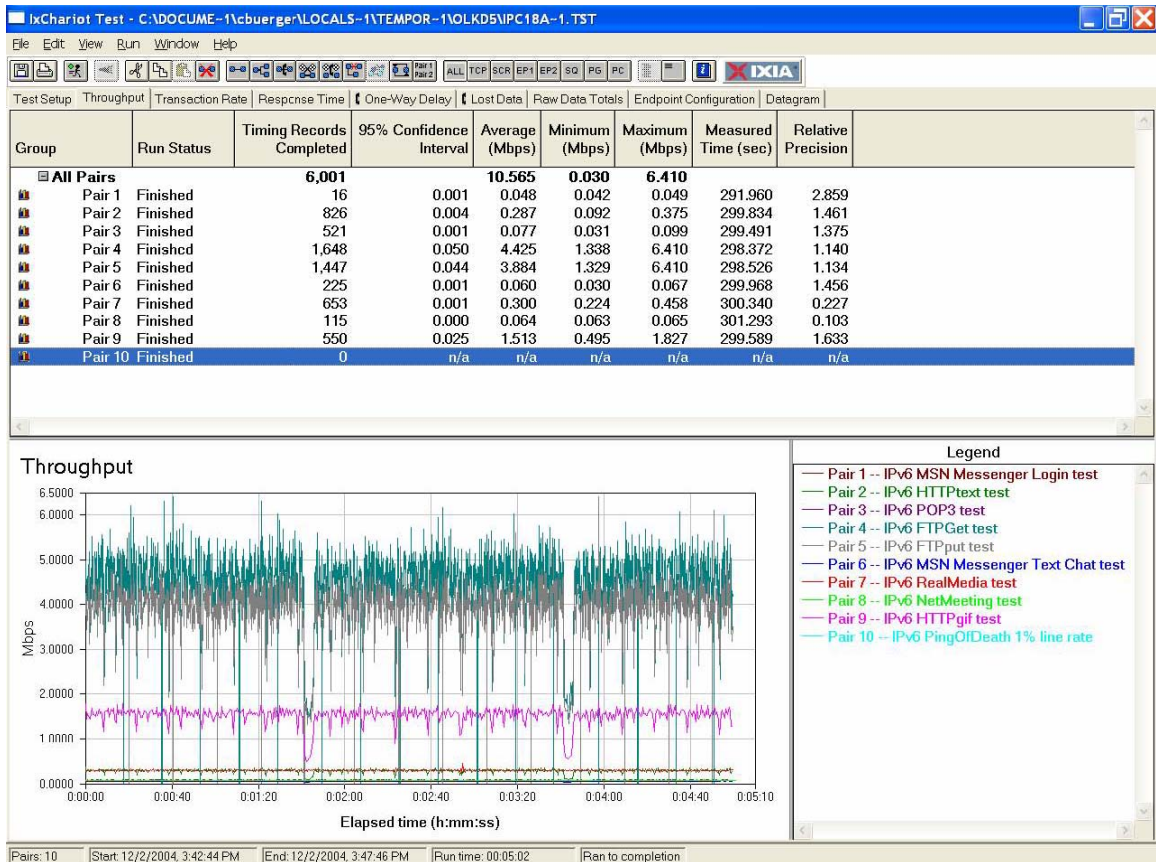 IxChariot Test - C:\DOCUME~1\cbuerger\LOCALS~1\TEMPOR~1\OLKD5\IPC18A~1.TST
File Edit View Run Window Help
Pair 1 Pair 2 ALL TCP SCR EP1 EP2 SQ PG PC IXIA
Test Setup Throughput Transaction Rate Response Time One-Way Delay Lost Data Raw Data Totals Endpoint Configuration Datagram
Group Run Status Timing Records Completed 95% Confidence Interval Average (Mbps) Minimum (Mbps) Maximum (Mbps) Measured Time (sec) Relative Precision
All Pairs 6,001 10.565 0.030 6.410
Pair 1 Finished 16 0.001 0.048 0.042 0.049 291.960 2.859
Pair 2 Finished 826 0.004 0.287 0.092 0.375 299.834 1.461
Pair 3 Finished 521 0.001 0.077 0.031 0.099 299.491 1.375
Pair 4 Finished 1,648 0.050 4.425 1.338 6.410 298.372 1.140
Pair 5 Finished 1,447 0.044 3.884 1.329 6.410 298.526 1.134
Pair 6 Finished 225 0.001 0.060 0.030 0.067 299.968 1.456
Pair 7 Finished 653 0.001 0.300 0.224 0.458 300.340 0.227
Pair 8 Finished 115 0.000 0.064 0.063 0.065 301.293 0.103
Pair 9 Finished 550 0.025 1.513 0.495 1.827 299.589 1.633
Pair 10 Finished 0 n/a n/a n/a n/a n/a n/a
Throughput
6.5000
6.0000
5.0000
4.0000
3.0000
2.0000
1.0000
0.0000
Mbps
0:00:00 0:00:40 0:01:20 0:02:00 0:02:40 0:03:20 0:04:00 0:04:40 0:05:10
Elapsed time (h:mm:ss)
Legend
Pair 1 -- IPv6 MSN Messenger Login test
Pair 2 -- IPv6 HTTPtext test
Pair 3 -- IPv6 POP3 test
Pair 4 -- IPv6 FTPGet test
Pair 5 -- IPv6 FTPput test
Pair 6 -- IPv6 MSN Messenger Text Chat test
Pair 7 -- IPv6 RealMedia test
Pair 8 -- IPv6 NetMeeting test
Pair 9 -- IPv6 HTTPgif test
Pair 10 -- IPv6 PingOfDeath 1% line rate
Pairs: 10 Start: 12/2/2004, 3:42:44 PM End: 12/2/2004, 3:47:46 PM Run time: 00:05:02 Ran to completion